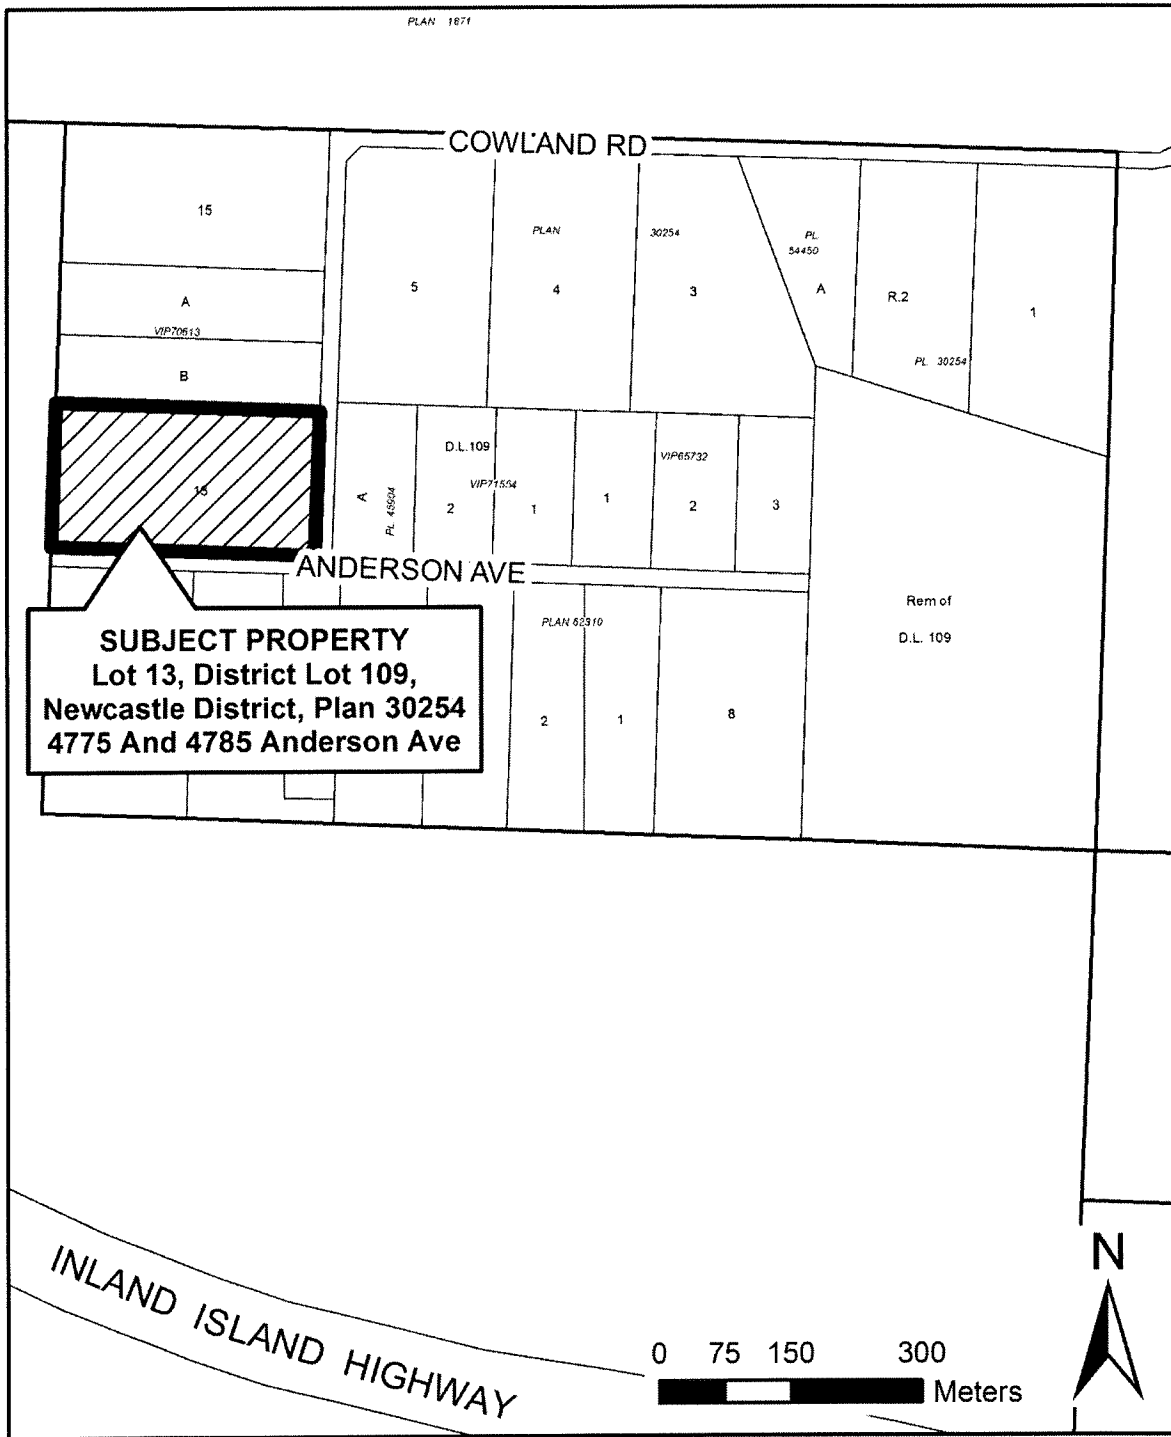 PLAN 1871
COWLAND RD
15
A
VIP70613
B
5
PLAN
4
30254
3
PL.
54450
A
R.2
PL. 30254
1
A
PL. 45904
D.L.109
2
VIP71554
1
1
VIP65732
2
3
ANDERSON AVE
PLAN 62310
2
1
8
Rem of
D.L. 109
SUBJECT PROPERTY
Lot 13, District Lot 109,
Newcastle District, Plan 30254
4775 And 4785 Anderson Ave
INLAND ISLAND HIGHWAY
N
0 75 150 300
Meters